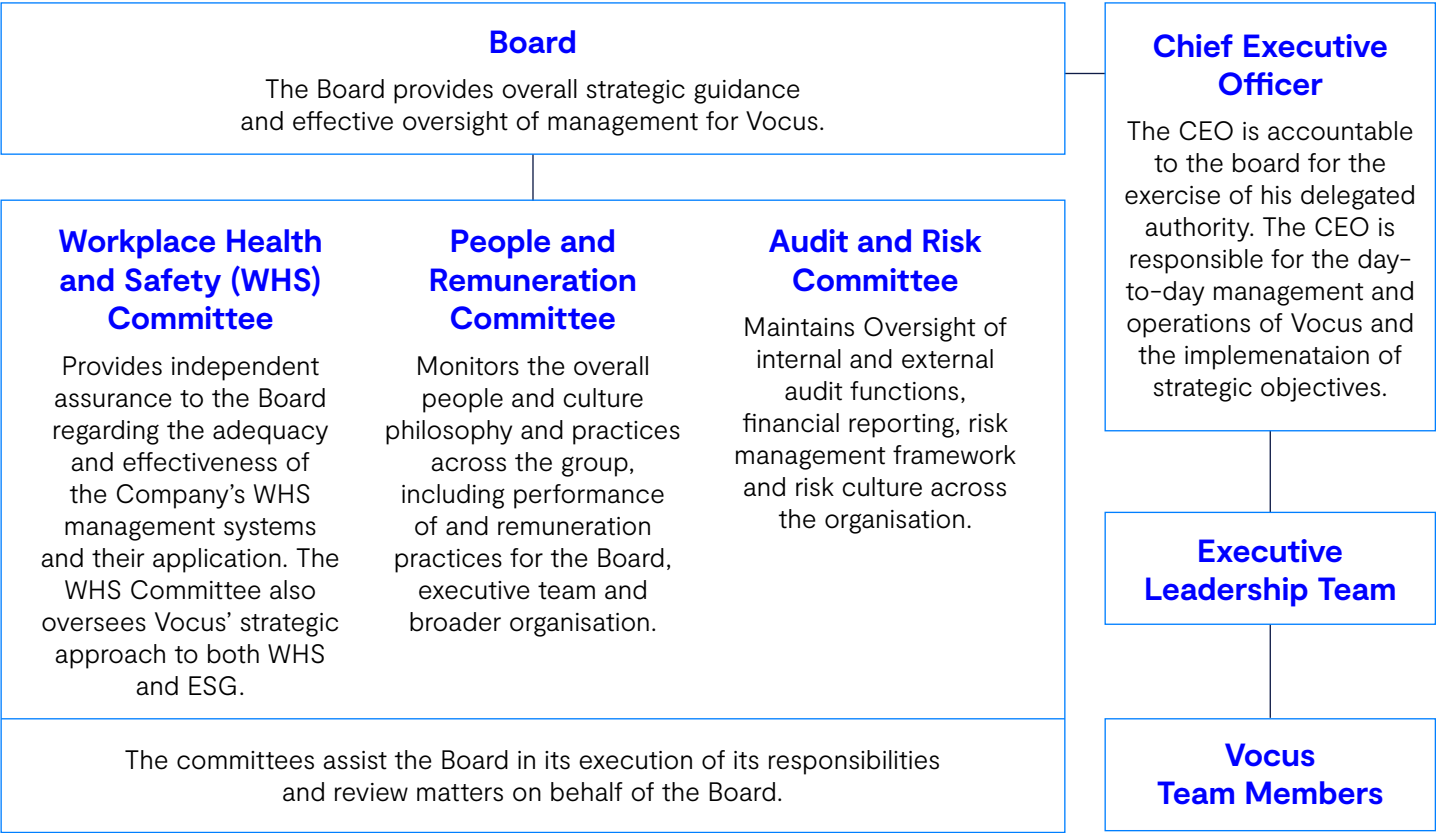 Board
The Board provides overall strategic guidance
and effective oversight of management for Vocus.
Chief Executive
Officer
The CEO is accountable
to the board for the
exercise of his delegated
authority. The CEO is
responsible for the day-
to-day management and
operations of Vocus and
the implemenataion of
strategic objectives.
Workplace Health
and Safety (WHS)
Committee
Provides independent
assurance to the Board
regarding the adequacy
and effectiveness of
the Company’s WHS
management systems
and their application. The
WHS Committee also
oversees Vocus’ strategic
approach to both WHS
and ESG.
People and
Remuneration
Committee
Monitors the overall
people and culture
philosophy and practices
across the group,
including performance
of and remuneration
practices for the Board,
executive team and
broader organisation.
Audit and Risk
Committee
Maintains Oversight of
internal and external
audit functions,
financial reporting, risk
management framework
and risk culture across
the organisation.
The committees assist the Board in its execution of its responsibilities
and review matters on behalf of the Board.
Executive
Leadership Team
Vocus
Team Members